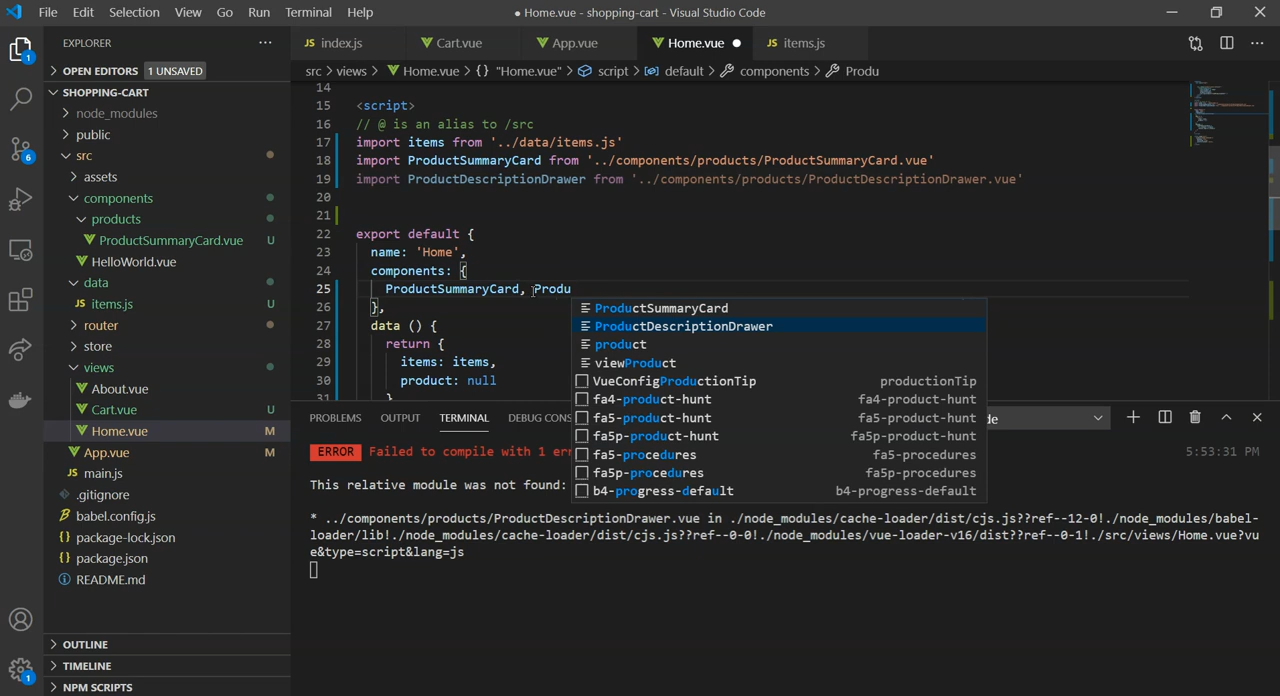 File Edit Selection View Go Run Terminal Help
● Home.vue - shopping-cart - Visual Studio Code
EXPLORER
OPEN EDITORS 1 UNSAVED
SHOPPING-CART
node_modules
public
src
assets
components
products
ProductSummaryCard.vue U
HelloWorld.vue
data
JS items.js U
router
store
views
About.vue
Cart.vue U
Home.vue M
App.vue M
JS main.js
.gitignore
babel.config.js
{} package-lock.json
{} package.json
README.md
OUTLINE
TIMELINE
NPM SCRIPTS
1
6
1
JS index.js Cart.vue App.vue Home.vue ● JS items.js
src > views > Home.vue > {} "Home.vue" > script > default > components > Produ
14
15 <script>
16 // @ is an alias to /src
17 import items from '../data/items.js'
18 import ProductSummaryCard from '../components/products/ProductSummaryCard.vue'
19 import ProductDescriptionDrawer from '../components/products/ProductDescriptionDrawer.vue'
20
21
22 export default {
23 name: 'Home',
24 components: {
25 ProductSummaryCard, Produ
26 },
27 data () {
28 return {
29 items: items,
30 product: null
31 }
ProductSummaryCard
ProductDescriptionDrawer
product
viewProduct
VueConfigProductionTip productionTip
fa4-product-hunt fa4-product-hunt
fa5-product-hunt fa5-product-hunt
fa5p-product-hunt fa5p-product-hunt
fa5-procedures fa5-procedures
fa5p-procedures fa5p-procedures
b4-progress-default b4-progress-default
PROBLEMS OUTPUT TERMINAL DEBUG CONS de
ERROR Failed to compile with 1 err 5:53:31 PM
This relative module was not found:
* ../components/products/ProductDescriptionDrawer.vue in ./node_modules/cache-loader/dist/cjs.js??ref--12-0!./node_modules/babel-
loader/lib!./node_modules/cache-loader/dist/cjs.js??ref--0-0!./node_modules/vue-loader-v16/dist??ref--0-1!./src/views/Home.vue?vu
e&type=script&lang=js